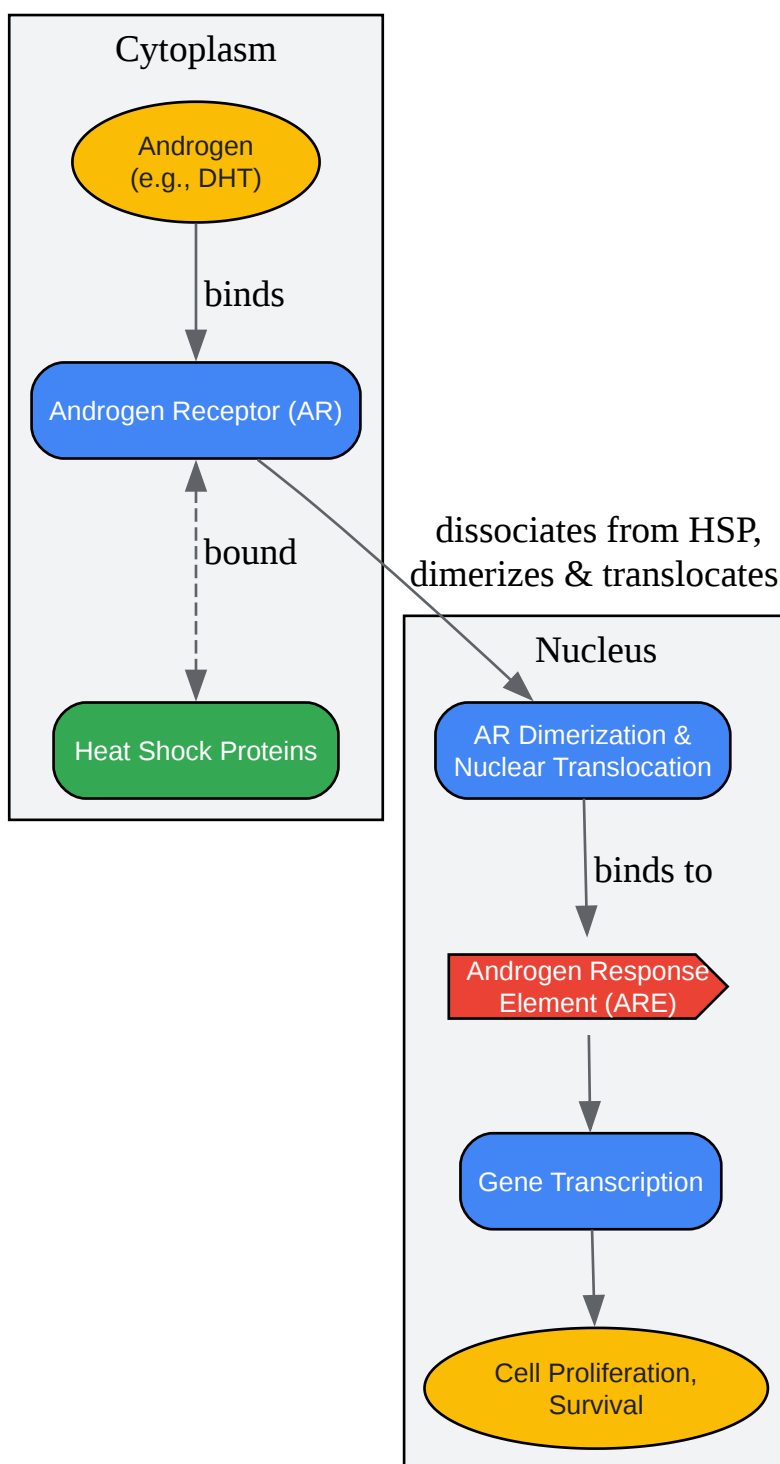 Cytoplasm
Androgen
(e.g., DHT)
binds
Androgen Receptor (AR)
bound
Heat Shock Proteins
dissociates from HSP,
dimerizes & translocates
Nucleus
AR Dimerization &
Nuclear Translocation
binds to
Androgen Response
Element (ARE)
Gene Transcription
Cell Proliferation,
Survival